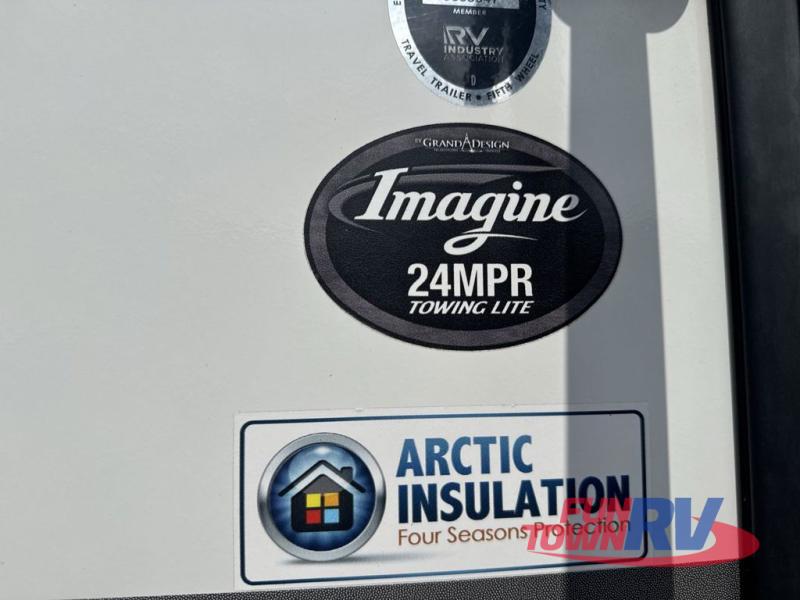 MEMBER
RV
INDUSTRY
ASSOCIATION
D
TRAVEL TRAILER • FIFTH WHEEL
BY GRAND DESIGN
Imagine
24MPR
TOWING LITE
ARCTIC
INSULATION
Four Seasons Protection
FUN
TOWN RV